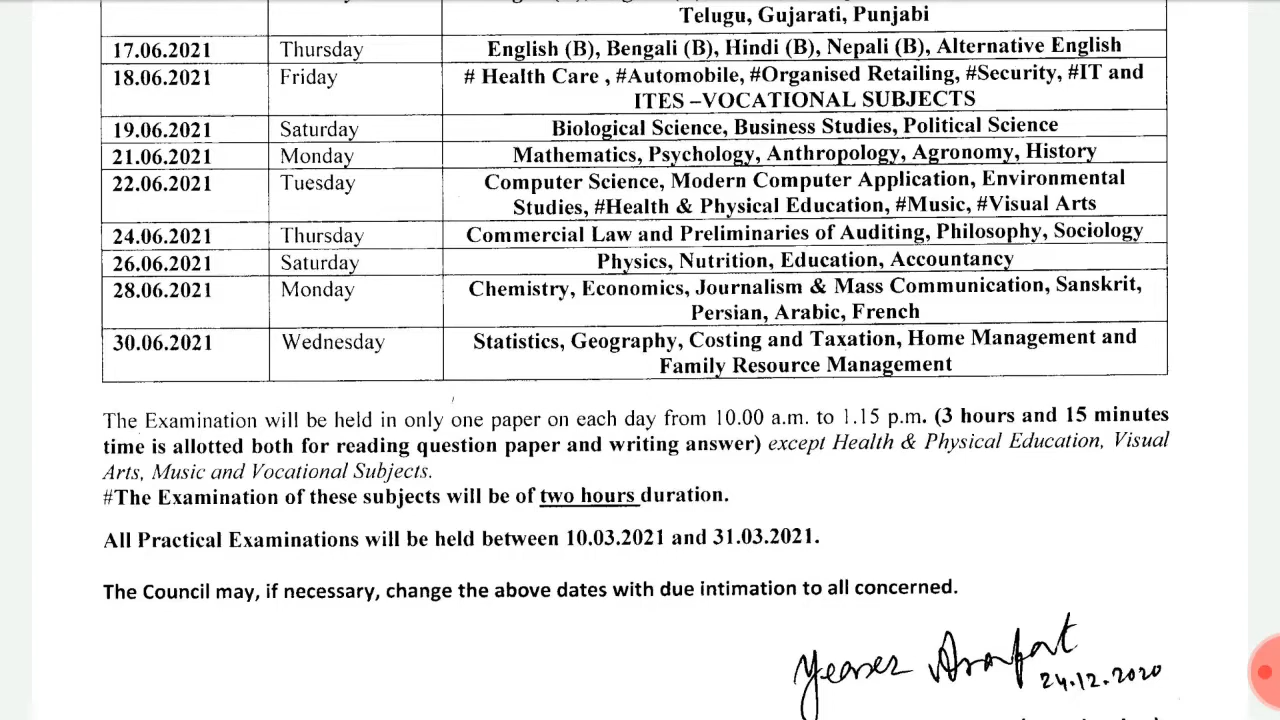 Telugu, Gujarati, Punjabi
17.06.2021 Thursday English (B), Bengali (B), Hindi (B), Nepali (B), Alternative English
18.06.2021 Friday # Health Care , #Automobile, #Organised Retailing, #Security, #IT and
ITES –VOCATIONAL SUBJECTS
19.06.2021 Saturday Biological Science, Business Studies, Political Science
21.06.2021 Monday Mathematics, Psychology, Anthropology, Agronomy, History
22.06.2021 Tuesday Computer Science, Modern Computer Application, Environmental
Studies, #Health & Physical Education, #Music, #Visual Arts
24.06.2021 Thursday Commercial Law and Preliminaries of Auditing, Philosophy, Sociology
26.06.2021 Saturday Physics, Nutrition, Education, Accountancy
28.06.2021 Monday Chemistry, Economics, Journalism & Mass Communication, Sanskrit,
Persian, Arabic, French
30.06.2021 Wednesday Statistics, Geography, Costing and Taxation, Home Management and
Family Resource Management
The Examination will be held in only one paper on each day from 10.00 a.m. to 1.15 p.m. (3 hours and 15 minutes
time is allotted both for reading question paper and writing answer) except Health & Physical Education, Visual
Arts, Music and Vocational Subjects.
#The Examination of these subjects will be of two hours duration.
All Practical Examinations will be held between 10.03.2021 and 31.03.2021.
The Council may, if necessary, change the above dates with due intimation to all concerned.
Yeaser Arafat
24.12.2020